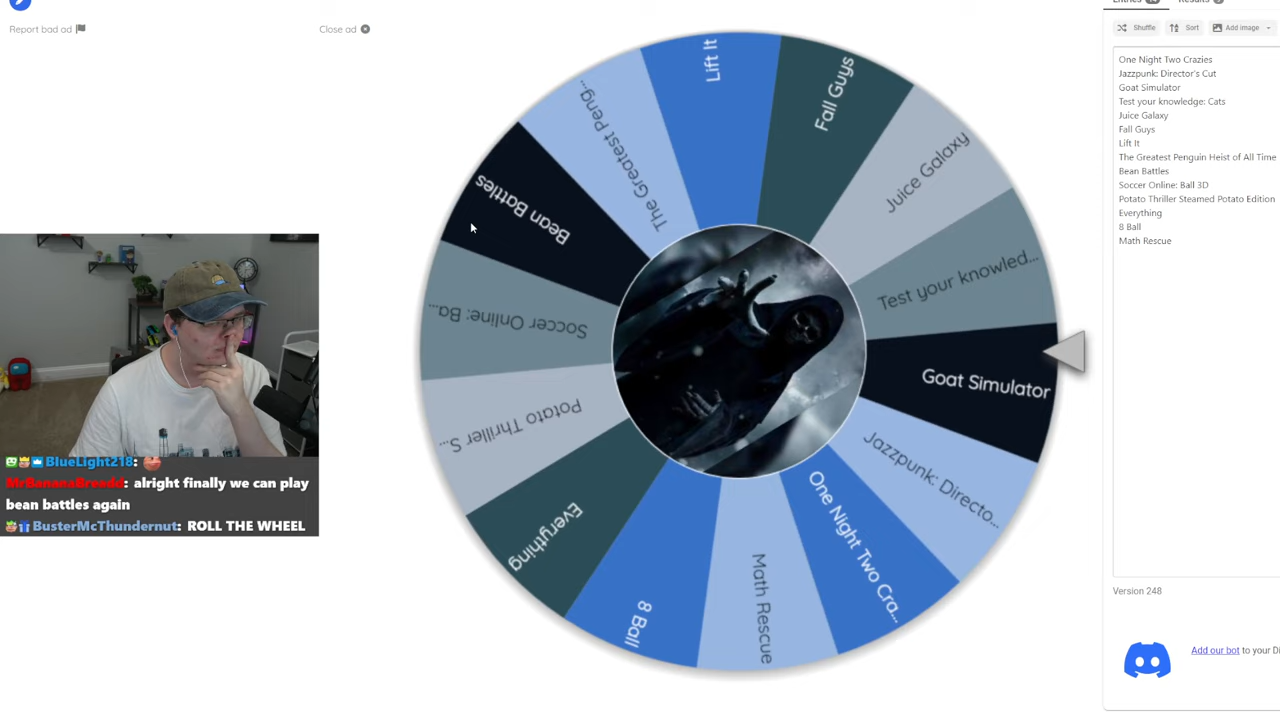 Report bad ad
Close ad
Entries 14
Results
Shuffle
Sort
Add image
One Night Two Crazies
Jazzpunk: Director's Cut
Goat Simulator
Test your knowledge: Cats
Juice Galaxy
Fall Guys
Lift It
The Greatest Penguin Heist of All Time
Bean Battles
Soccer Online: Ball 3D
Potato Thriller Steamed Potato Edition
Everything
8 Ball
Math Rescue
Lift It
Fall Guys
Juice Galaxy
Test your knowled...
Goat Simulator
Jazzpunk: Directo...
One Night Two Cra...
Math Rescue
8 Ball
Everything
Potato Thriller S...
Soccer Online: Ba...
Bean Battles
The Greatest Peng...
BlueLight218:
MrBananaBreadd: alright finally we can play
bean battles again
BusterMcThundernut: ROLL THE WHEEL
Version 248
Add our bot to your Di